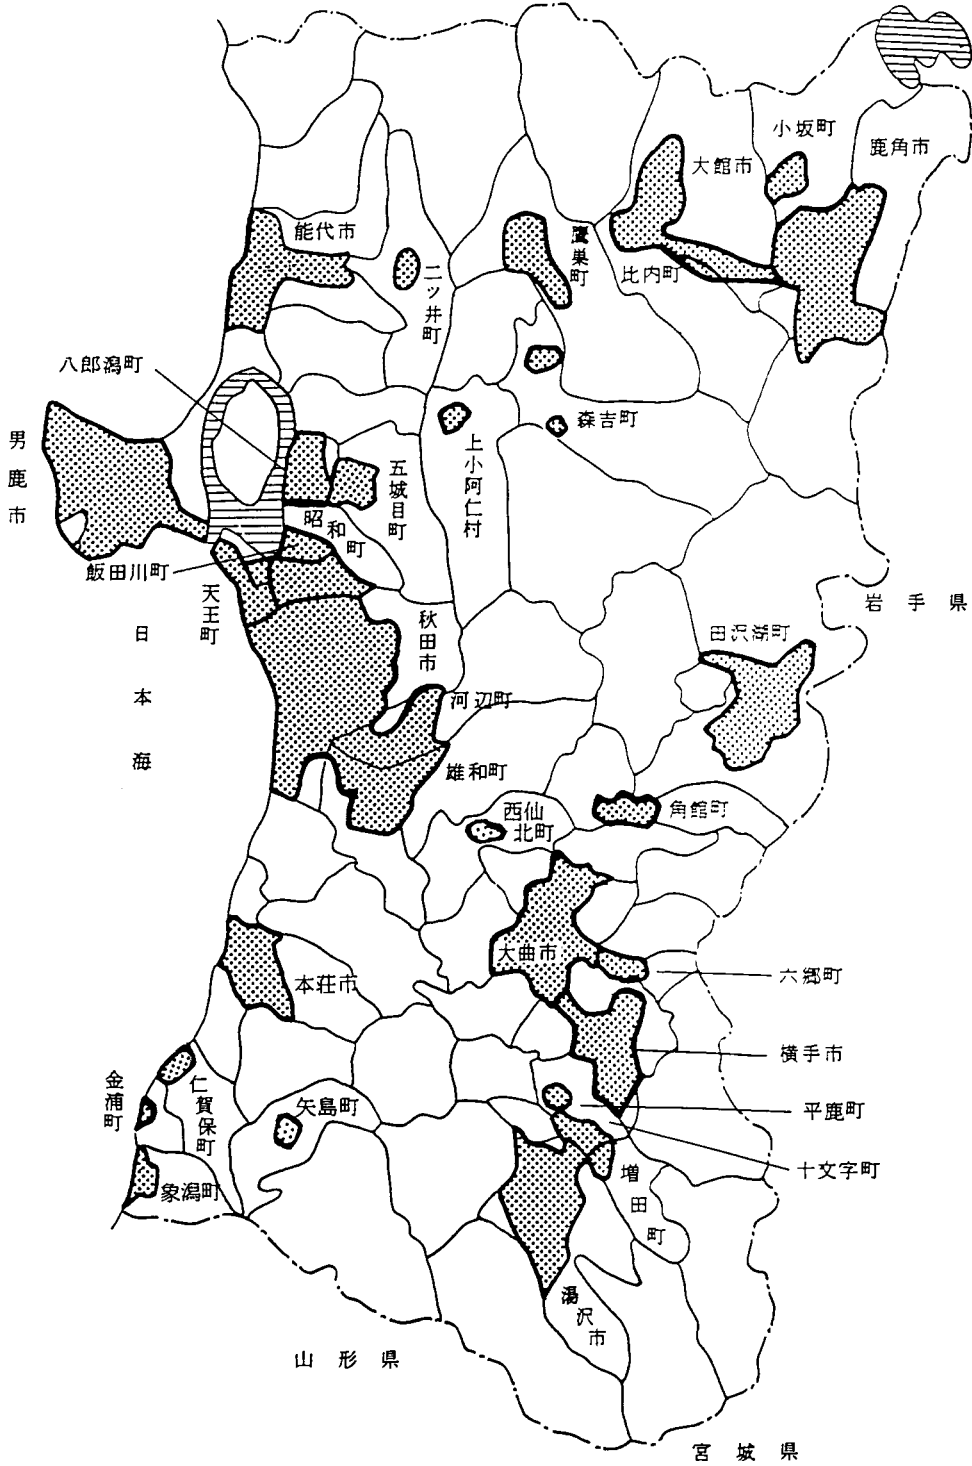 小坂町
鹿角市
大館市
能代市
鷹巣町
二ッ井町
比内町
八郎潟町
森吉町
男鹿市
上小阿仁村
五城目町
昭和町
飯田川町
天王町
岩手県
秋田市
田沢湖町
日本海
河辺町
雄和町
西仙北町
角館町
大曲市
六郷町
本荘市
横手市
金浦町
仁賀保町
矢島町
平鹿町
十文字町
増田町
象潟町
湯沢市
山形県
宮城県